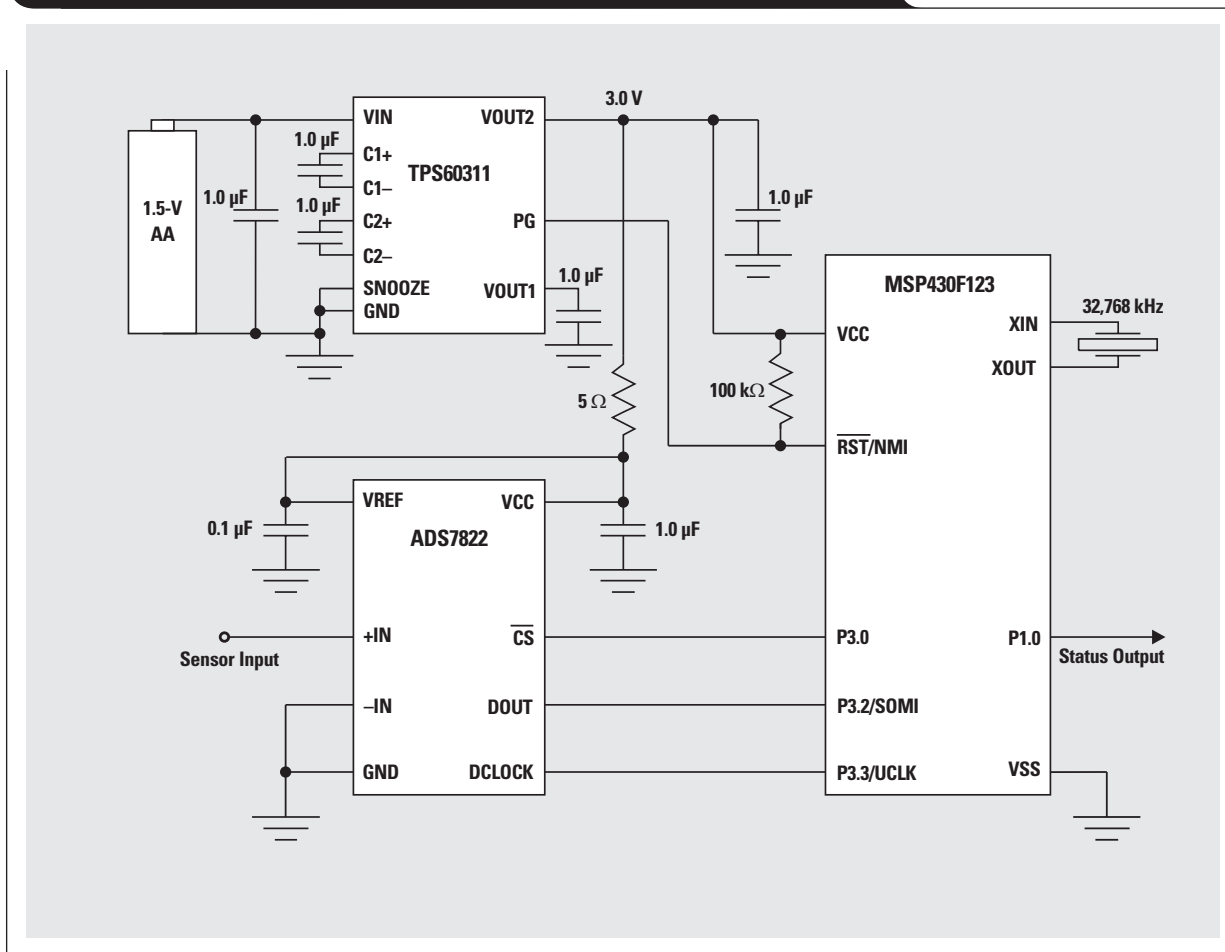 3.0 V
VIN
VOUT2
1.0 µF
C1+
TPS60311
C1–
1.5-V
AA
1.0 µF
1.0 µF
C2+
PG
1.0 µF
C2–
SNOOZE
VOUT1
1.0 µF
GND
MSP430F123
32,768 kHz
XIN
VCC
XOUT
5 Ω
100 kΩ
RST/NMI
VREF
VCC
0.1 µF
ADS7822
1.0 µF
+IN
CS
P3.0
P1.0
Sensor Input
Status Output
–IN
DOUT
P3.2/SOMI
GND
DCLOCK
P3.3/UCLK
VSS